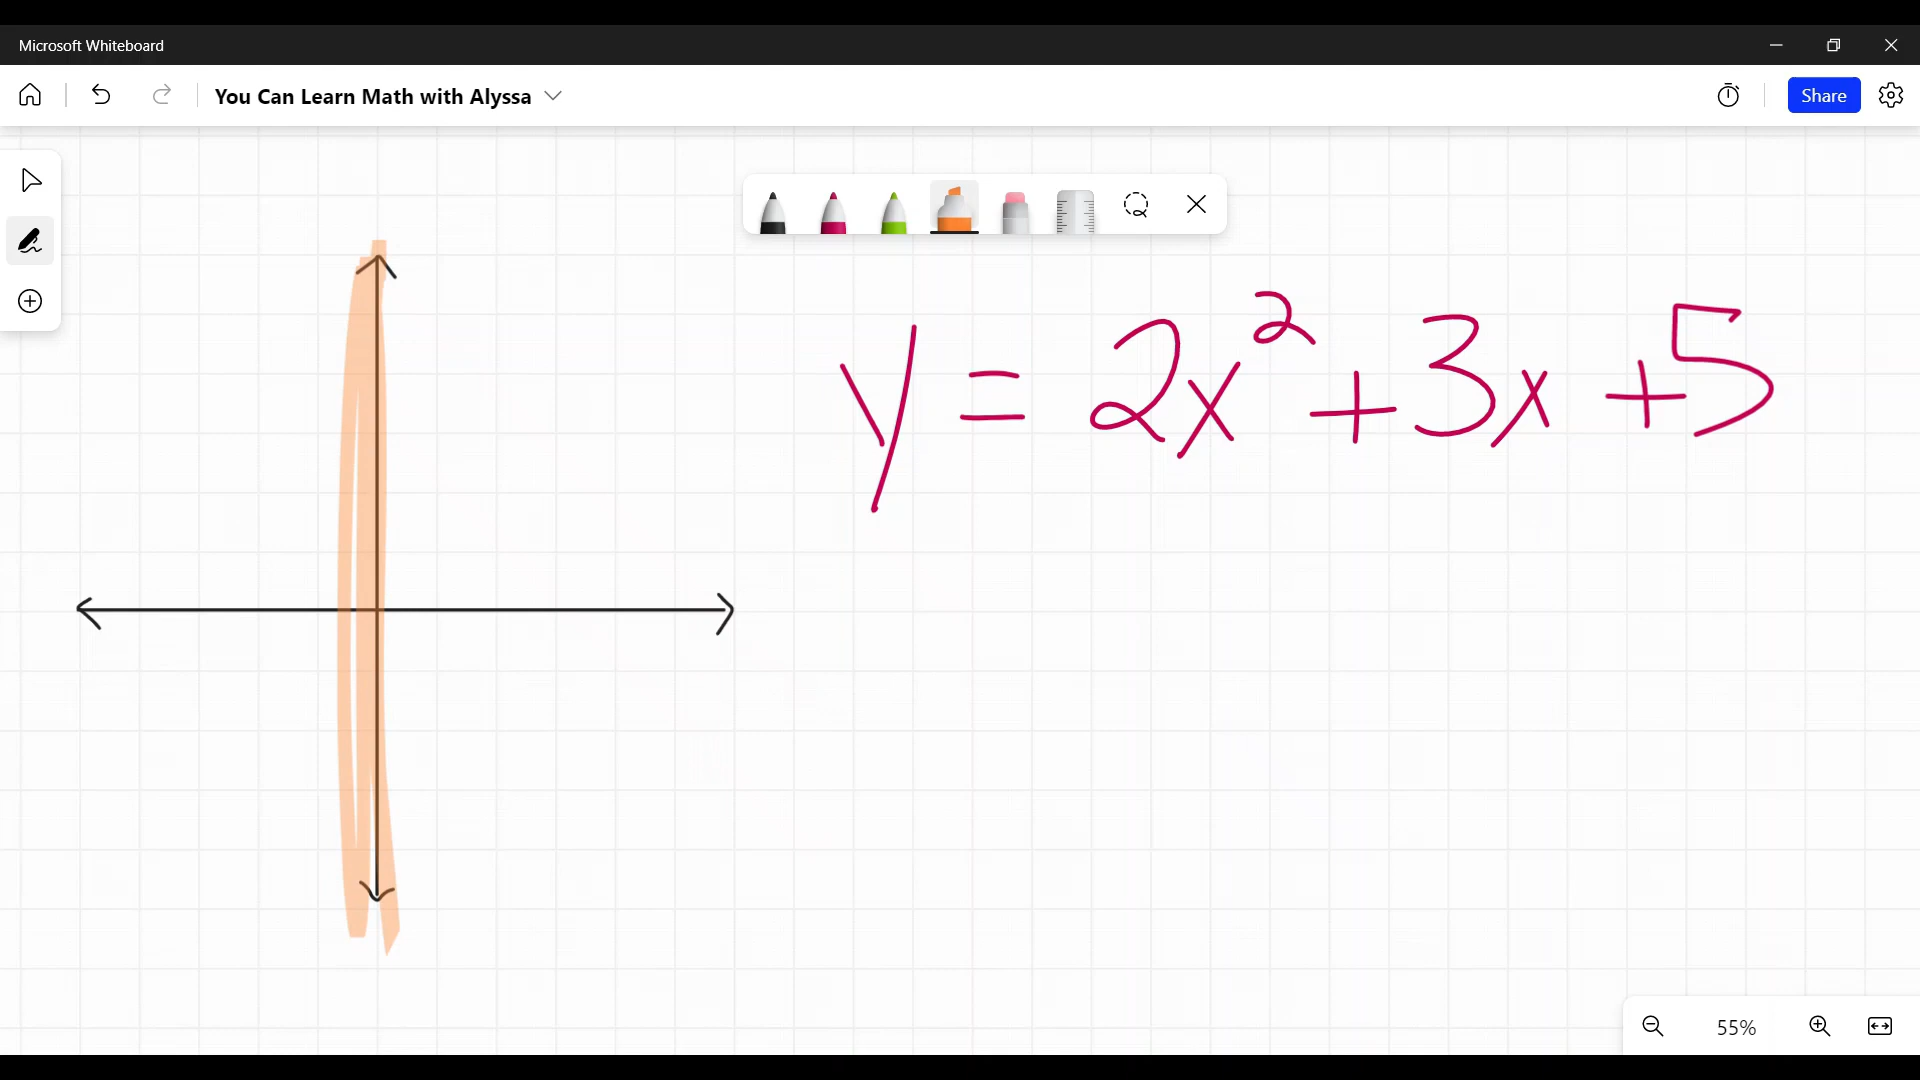 Microsoft Whiteboard
You Can Learn Math with Alyssa
Share
y = 2x² + 3x + 5
55%